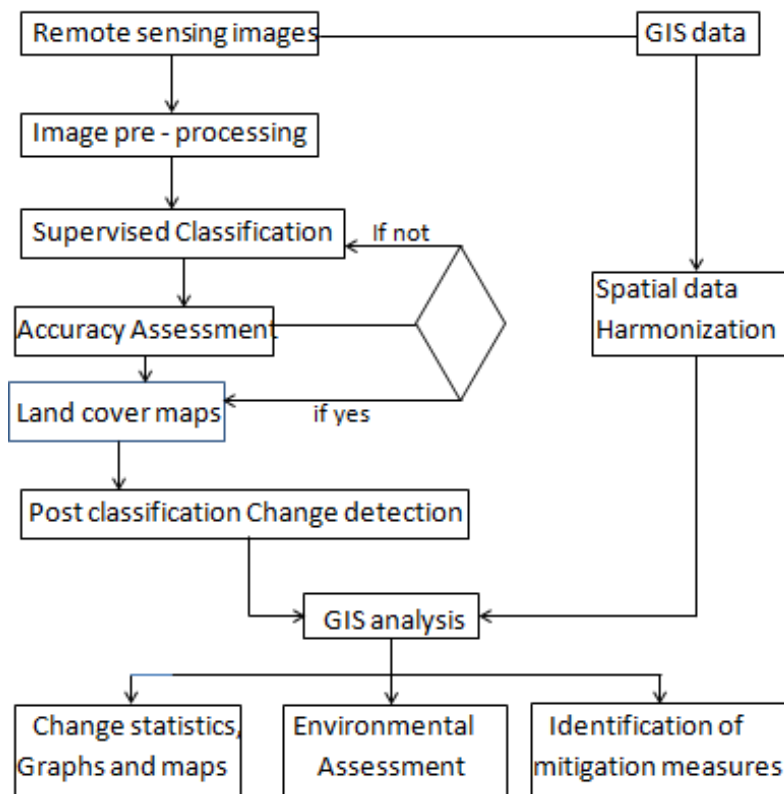 Remote sensing images
GIS data
Image pre - processing
Supervised Classification
If not
Spatial data
Harmonization
Accuracy Assessment
Land cover maps
if yes
Post classification Change detection
GIS analysis
Change statistics,
Graphs and maps
Environmental
Assessment
Identification of
mitigation measures